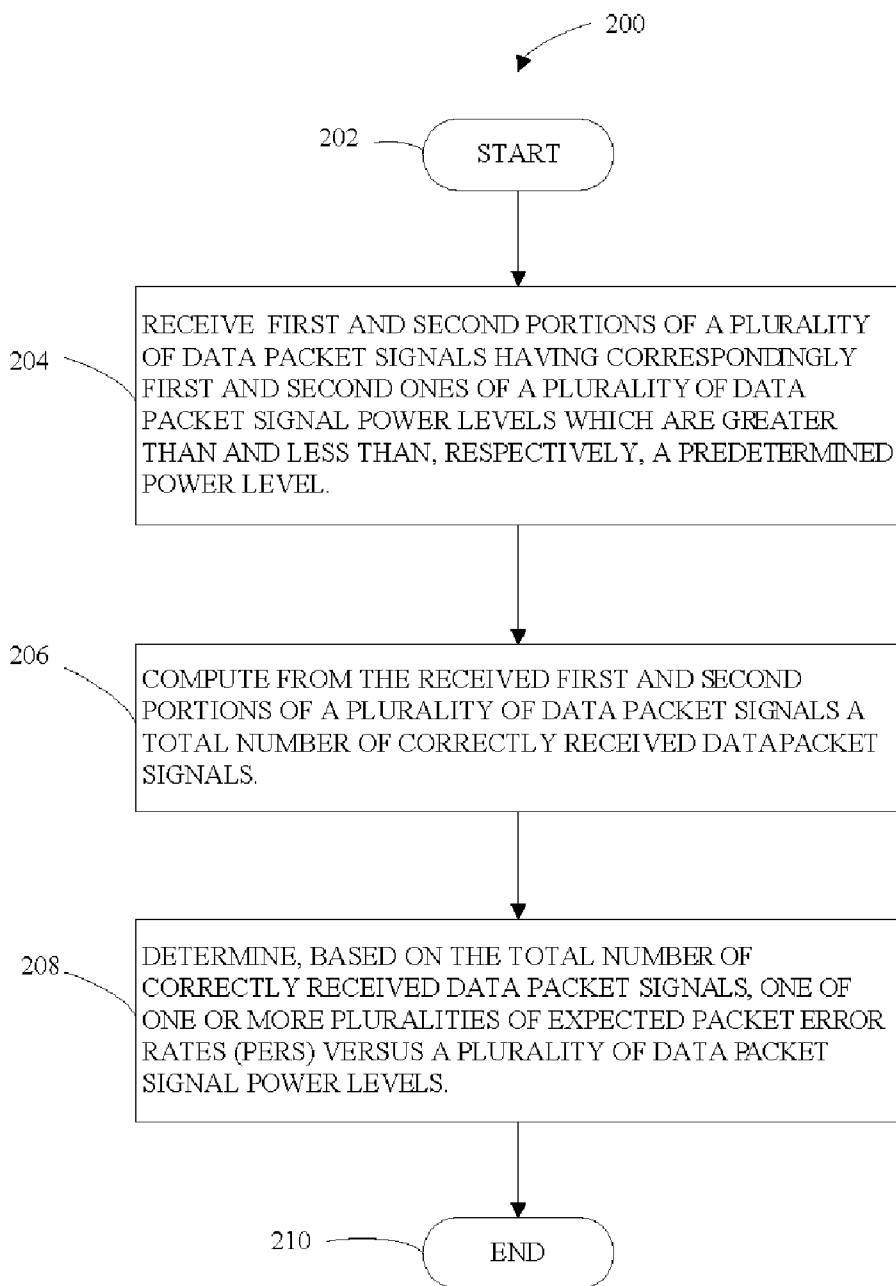 200
202
START
204
RECEIVE FIRST AND SECOND PORTIONS OF A PLURALITY
OF DATA PACKET SIGNALS HAVING CORRESPONDINGLY
FIRST AND SECOND ONES OF A PLURALITY OF DATA
PACKET SIGNAL POWER LEVELS WHICH ARE GREATER
THAN AND LESS THAN, RESPECTIVELY, A PREDETERMINED
POWER LEVEL.
206
COMPUTE FROM THE RECEIVED FIRST AND SECOND
PORTIONS OF A PLURALITY OF DATA PACKET SIGNALS A
TOTAL NUMBER OF CORRECTLY RECEIVED DATA PACKET
SIGNALS.
208
DETERMINE, BASED ON THE TOTAL NUMBER OF
CORRECTLY RECEIVED DATA PACKET SIGNALS, ONE OF
ONE OR MORE PLURALITIES OF EXPECTED PACKET ERROR
RATES (PERS) VERSUS A PLURALITY OF DATA PACKET
SIGNAL POWER LEVELS.
210
END